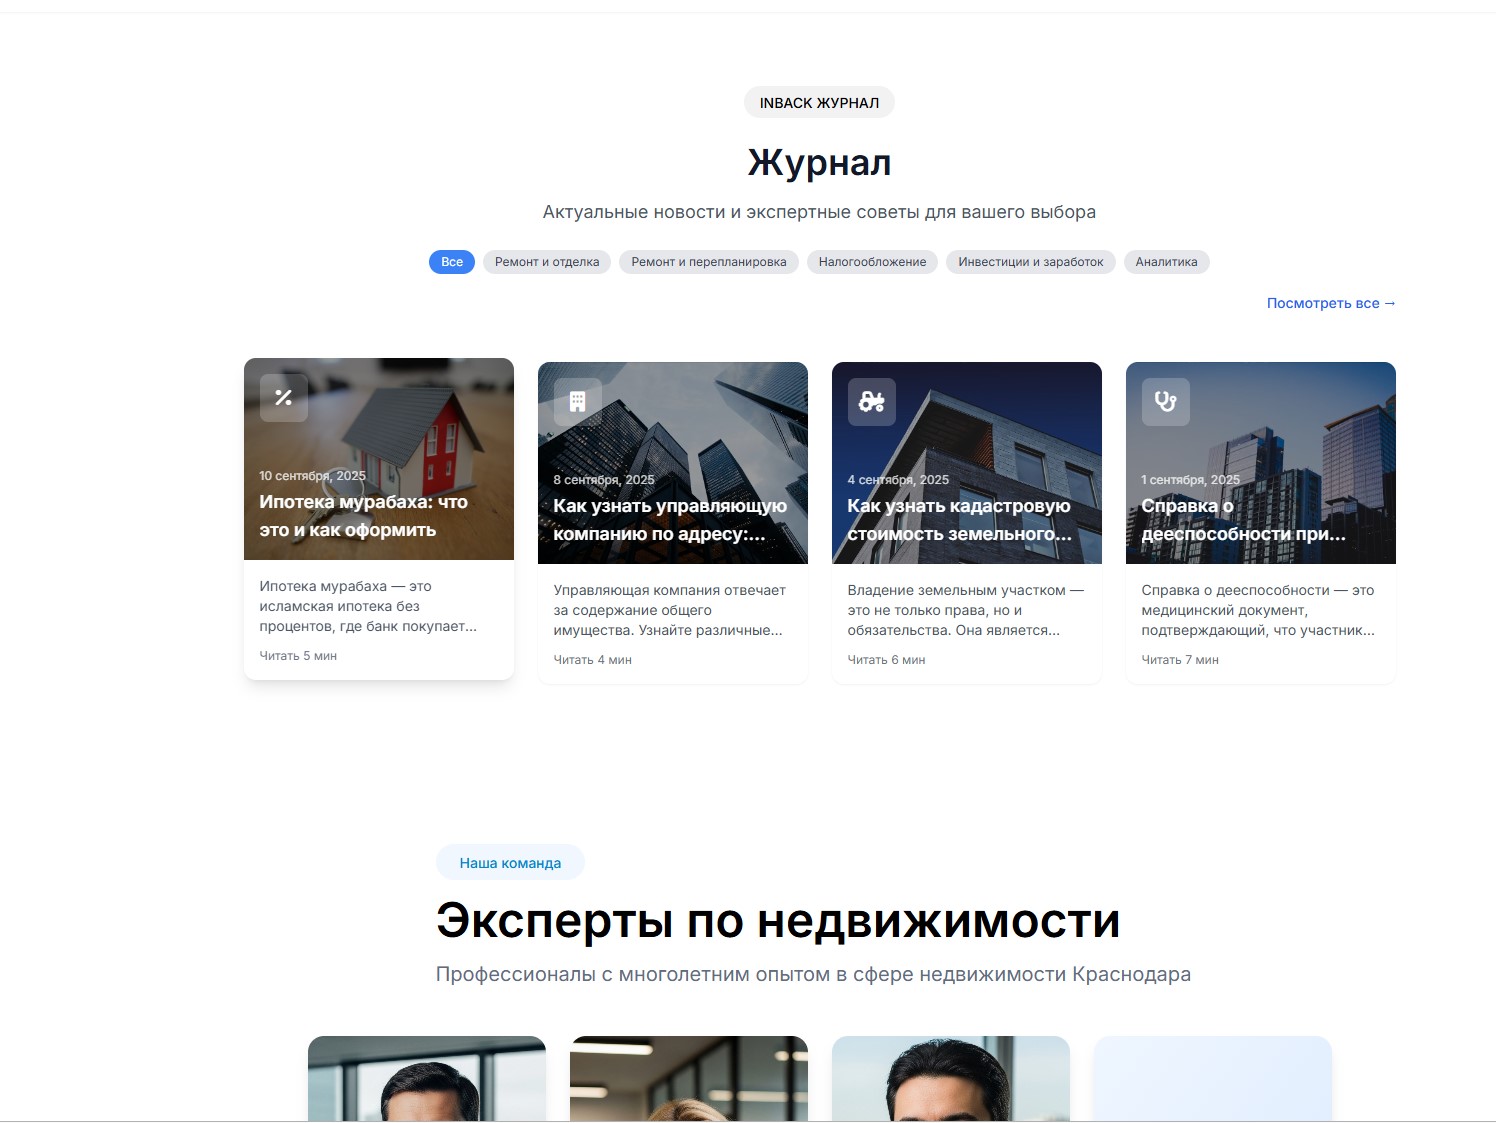 INBACK ЖУРНАЛ
Журнал
Актуальные новости и экспертные советы для вашего выбора
Все
Ремонт и отделка
Ремонт и перепланировка
Налогообложение
Инвестиции и заработок
Аналитика
Посмотреть все →
10 сентября, 2025
Ипотека мурабаха: что
это и как оформить
Ипотека мурабаха — это
исламская ипотека без
процентов, где банк покупает...
Читать 5 мин
8 сентября, 2025
Как узнать управляющую
компанию по адресу:...
Управляющая компания отвечает
за содержание общего
имущества. Узнайте различные...
Читать 4 мин
4 сентября, 2025
Как узнать кадастровую
стоимость земельного...
Владение земельным участком —
это не только права, но и
обязательства. Она является...
Читать 6 мин
1 сентября, 2025
Справка о
дееспособности при...
Справка о дееспособности — это
медицинский документ,
подтверждающий, что участник...
Читать 7 мин
Наша команда
Эксперты по недвижимости
Профессионалы с многолетним опытом в сфере недвижимости Краснодара